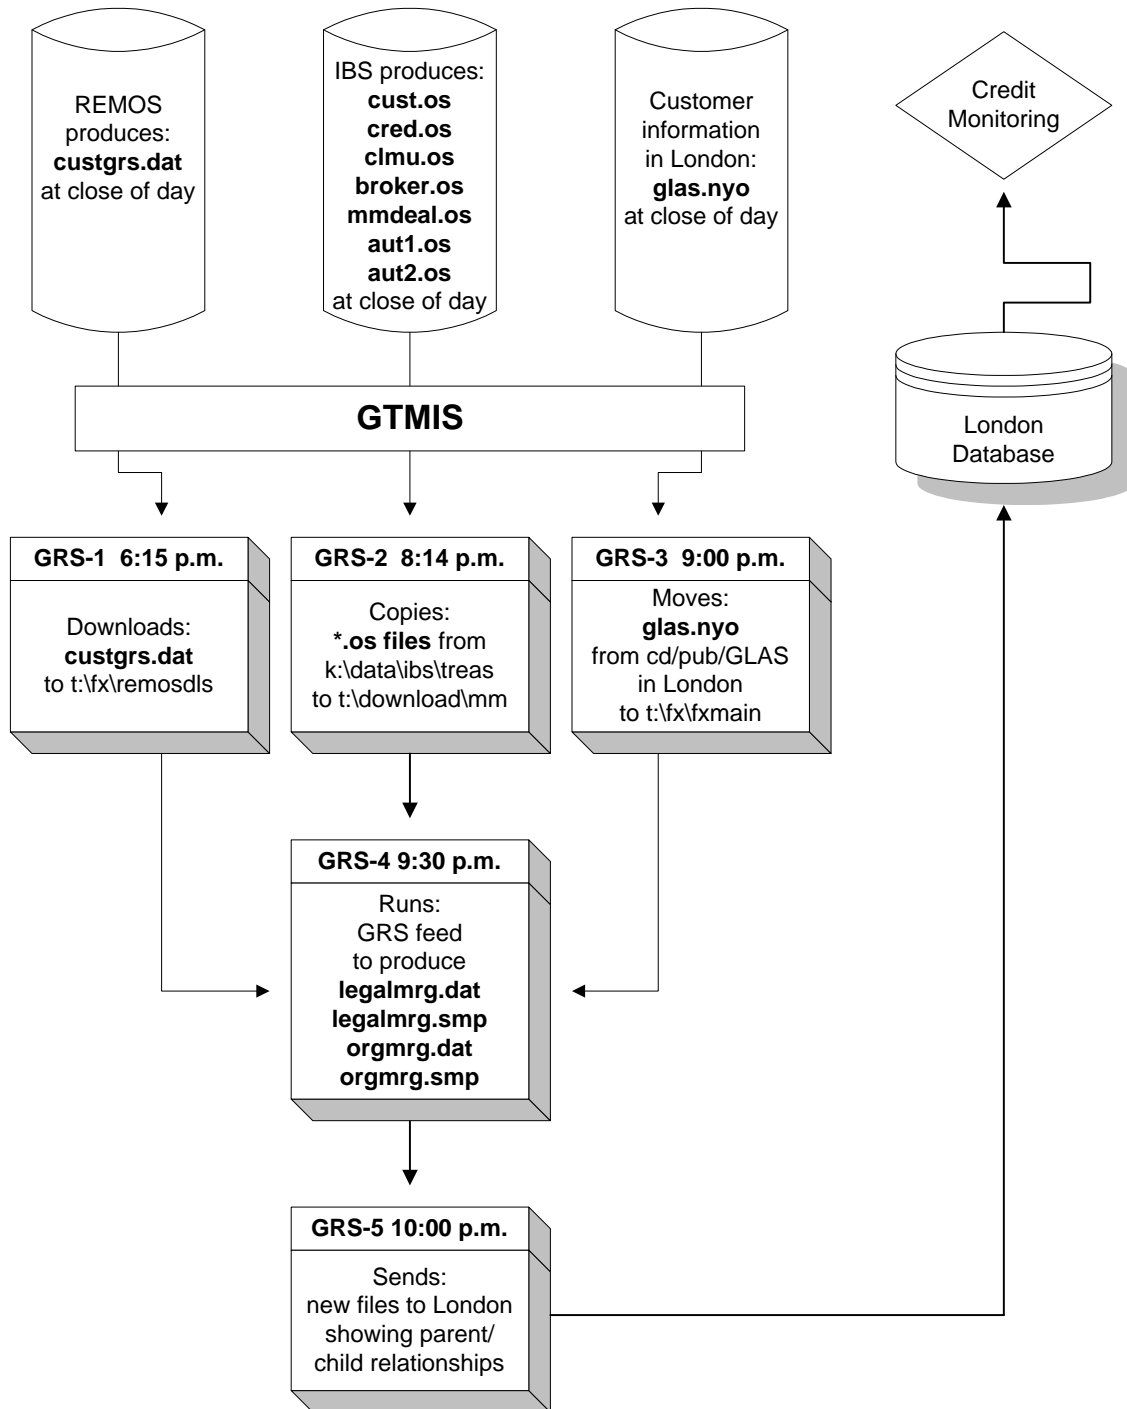 REMOS
produces:
custgrs.dat
at close of day
IBS produces:
cust.os
cred.os
clmu.os
broker.os
mmdeal.os
aut1.os
aut2.os
at close of day
Customer
information
in London:
glas.nyo
at close of day
Credit
Monitoring
GTMIS
London
Database
GRS-1 6:15 p.m.
Downloads:
custgrs.dat
to t:\fx\remosdls
GRS-2 8:14 p.m.
Copies:
*.os files from
k:\data\ibs\treas
to t:\download\mm
GRS-3 9:00 p.m.
Moves:
glas.nyo
from cd/pub/GLAS
in London
to t:\fx\fxmain
GRS-4 9:30 p.m.
Runs:
GRS feed
to produce
legalmrg.dat
legalmrg.smp
orgmrg.dat
orgmrg.smp
GRS-5 10:00 p.m.
Sends:
new files to London
showing parent/
child relationships